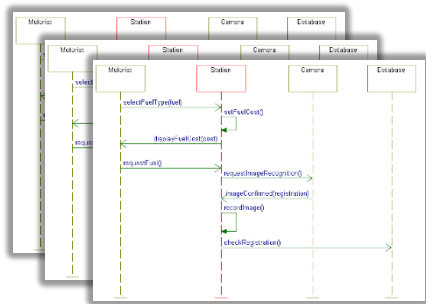 Motorist Station Camera Database
Motorist Station Camera Database
Motorist Station Camera Database
selectFuelType(fuel)
setFuelCost()
displayFuelCost(cost)
requestFuel()
requestImageRecognition()
imageConfirmed(registration)
recordImage()
checkRegistration()